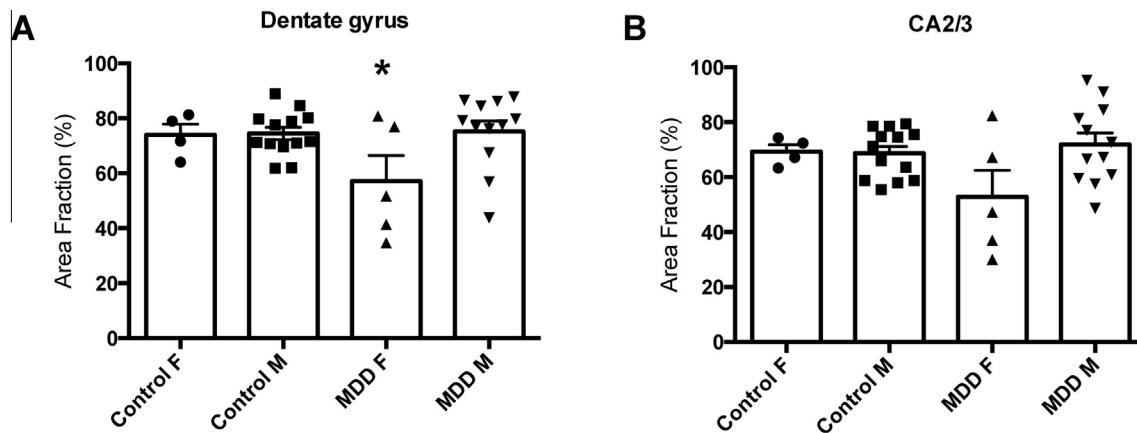 A
Dentate gyrus
*
Area Fraction (%)
100
80
60
40
20
0
Control F
Control M
MDD F
MDD M
B
CA2/3
Area Fraction (%)
100
80
60
40
20
0
Control F
Control M
MDD F
MDD M